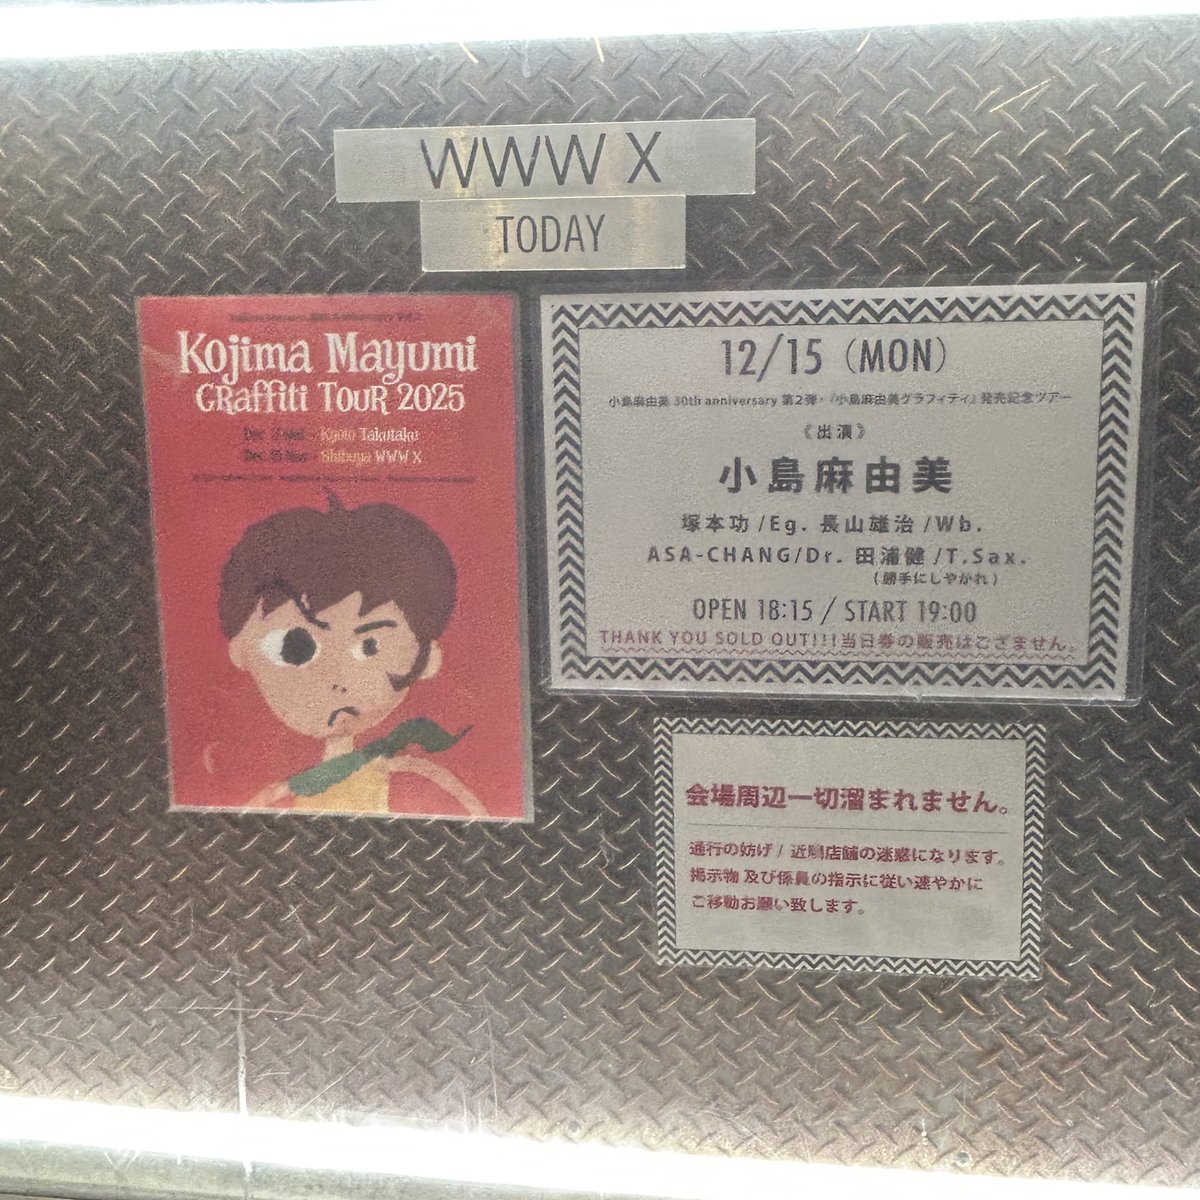 WWW X
TODAY
Kojima Mayumi
Graffiti Tour 2025
Kyoto Takutaku
Shibuya WWW X
12/15 (MON)
小島麻由美 30th anniversary 第2弾・『小島麻由美グラフィティ』発売記念ツアー
《出演》
小島麻由美
塚本功/Eg. 長山雄治/Wb.
ASA-CHANG/Dr. 田浦健/T.Sax.
(勝手にしやがれ)
OPEN 18:15 / START 19:00
THANK YOU SOLD OUT!!!当日券の販売はござません。
会場周辺一切溜まれません。
通行の妨げ / 近隣店舗の迷惑になります。
掲示物 及び係員の指示に従い速やかに
ご移動お願い致します。